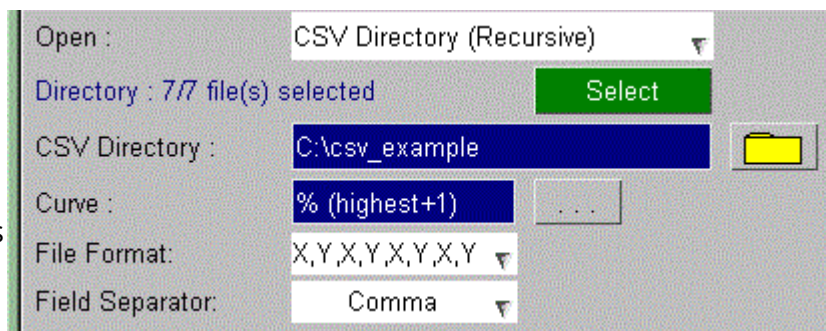 Open : CSV Directory (Recursive)
Directory : 7/7 file(s) selected Select
CSV Directory : C:\csv_example
Curve : % (highest+1) ...
s
File Format: X,Y,X,Y,X,Y,X,Y
Field Separator: Comma